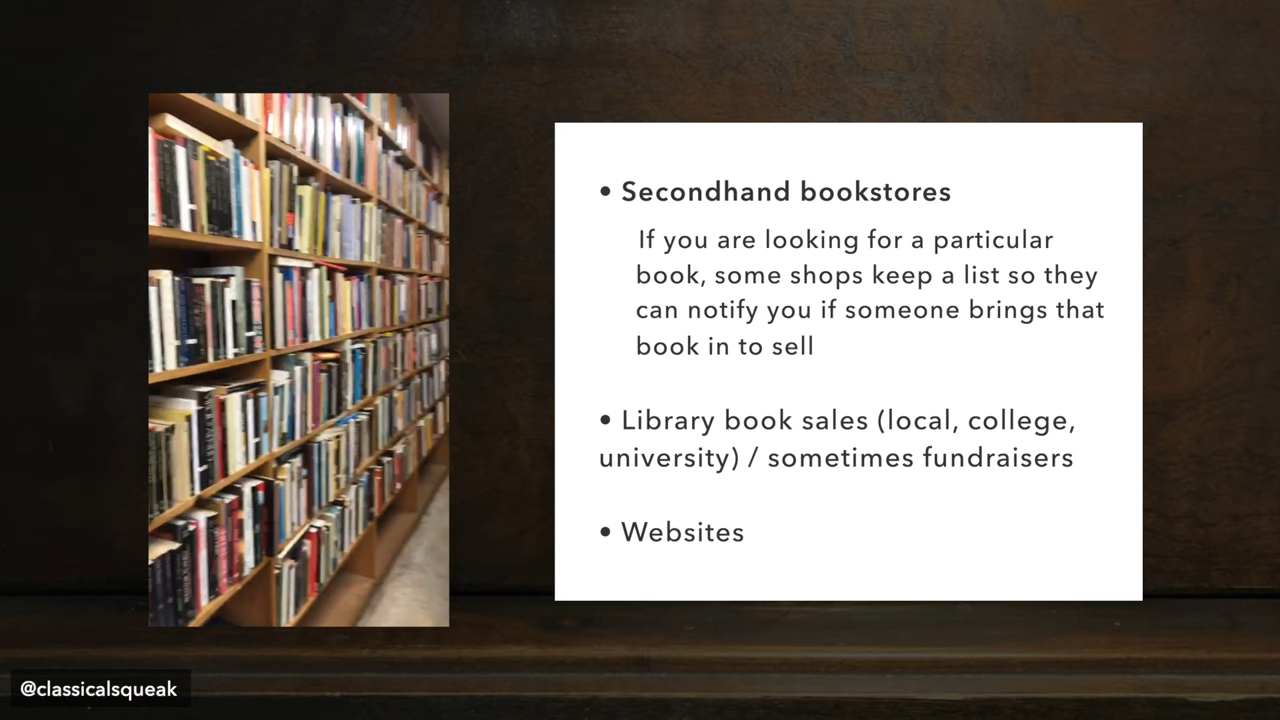 • Secondhand bookstores
If you are looking for a particular
book, some shops keep a list so they
can notify you if someone brings that
book in to sell
• Library book sales (local, college,
university) / sometimes fundraisers
• Websites
@classicalsqueak